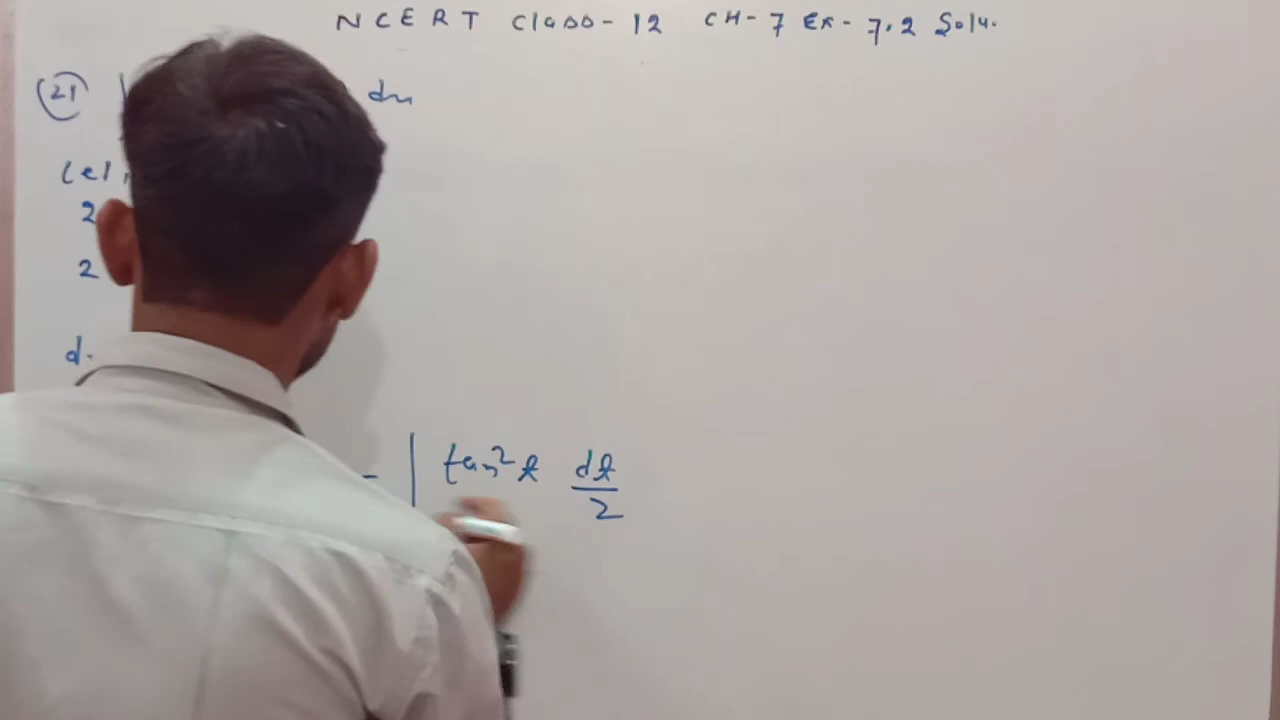 NCERT Class-12 CH-7 Ex-7.2 Solu.
(21) dx
Let
2
2
d
- ∫ tan²t dt/2